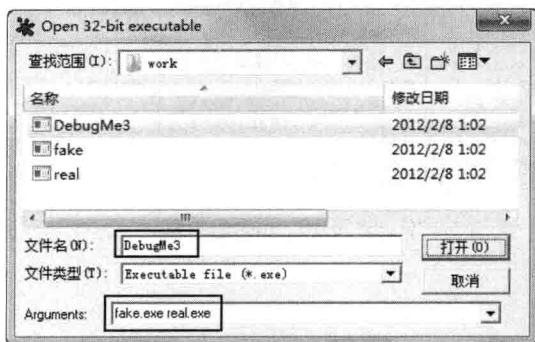 Open 32-bit executable
查找范围(I): work
名称 修改日期
DebugMe3 2012/2/8 1:02
fake 2012/2/8 1:02
real 2012/2/8 1:02
文件名(N): DebugMe3 打开(O)
文件类型(T): Executable file (*.exe) 取消
Arguments: fake.exe real.exe